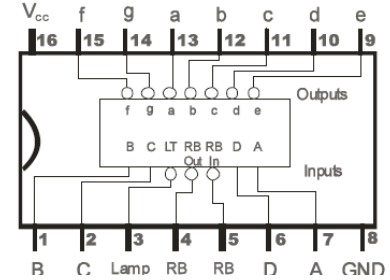 Vcc f g a b c d e
16 15 14 13 12 11 10 9
Outputs
f g a b c d e
B C LT RB RB D A
Out In
Inputs
1 2 3 4 5 6 7 8
B C Lamp RB RB D A GND